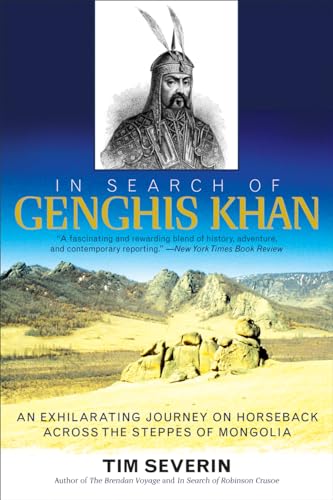 IN SEARCH OF
GENGHIS KHAN
"A fascinating and rewarding blend of history, adventure,
and contemporary reporting." —New York Times Book Review
AN EXHILARATING JOURNEY ON HORSEBACK
ACROSS THE STEPPES OF MONGOLIA
TIM SEVERIN
Author of The Brendan Voyage and In Search of Robinson Crusoe